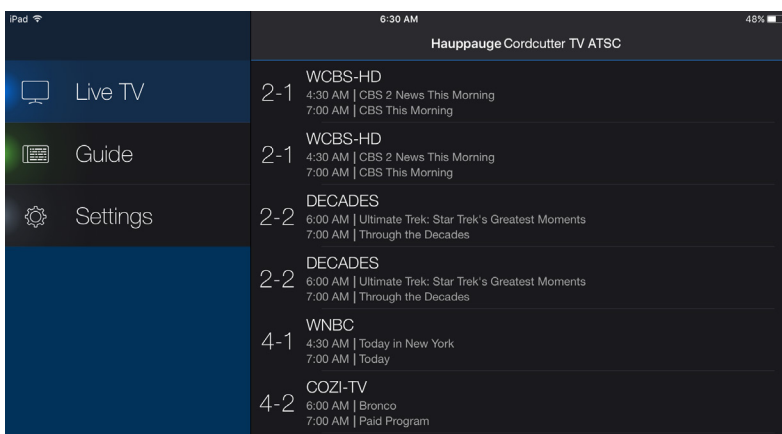 iPad 6:30 AM 48%
Hauppauge Cordcutter TV ATSC
Live TV
Guide
Settings
2-1 WCBS-HD
4:30 AM | CBS 2 News This Morning
7:00 AM | CBS This Morning
2-1 WCBS-HD
4:30 AM | CBS 2 News This Morning
7:00 AM | CBS This Morning
2-2 DECADES
6:00 AM | Ultimate Trek: Star Trek's Greatest Moments
7:00 AM | Through the Decades
2-2 DECADES
6:00 AM | Ultimate Trek: Star Trek's Greatest Moments
7:00 AM | Through the Decades
4-1 WNBC
4:30 AM | Today in New York
7:00 AM | Today
4-2 COZI-TV
6:00 AM | Bronco
7:00 AM | Paid Program